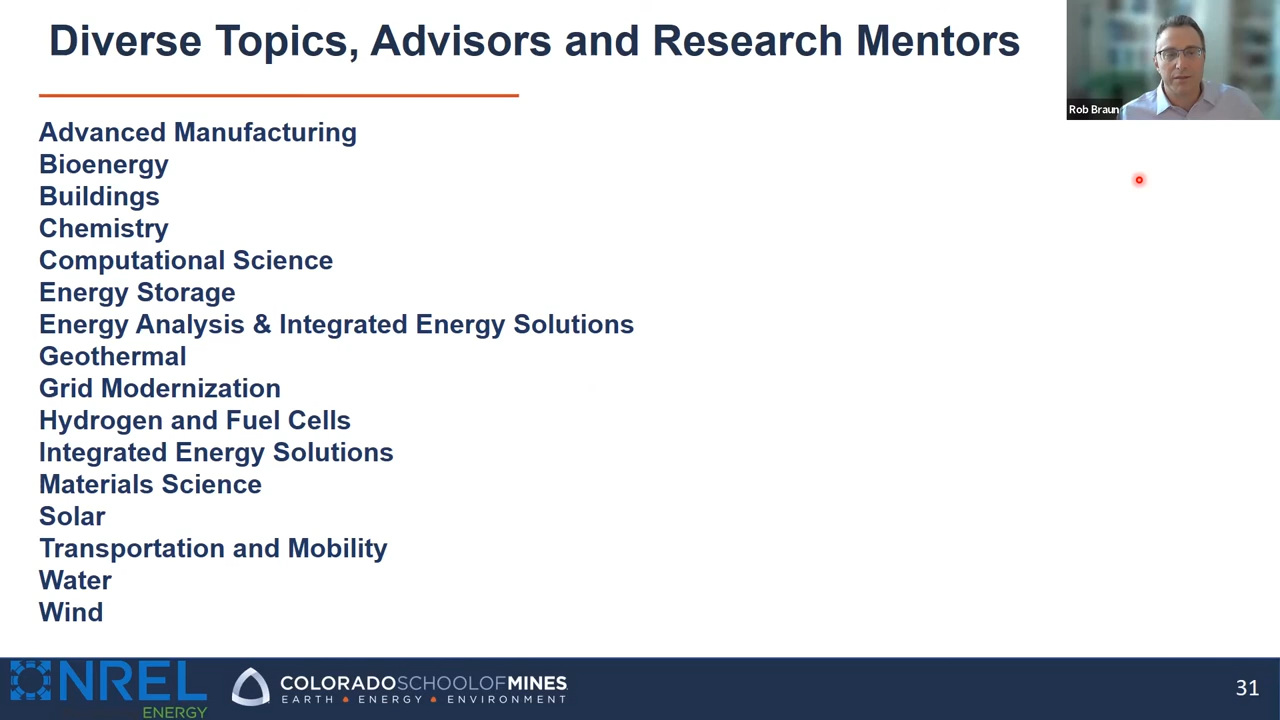 Diverse Topics, Advisors and Research Mentors
Rob Braun
Advanced Manufacturing
Bioenergy
Buildings
Chemistry
Computational Science
Energy Storage
Energy Analysis & Integrated Energy Solutions
Geothermal
Grid Modernization
Hydrogen and Fuel Cells
Integrated Energy Solutions
Materials Science
Solar
Transportation and Mobility
Water
Wind
NREL
ENERGY
COLORADOSCHOOLOFMINES
EARTH • ENERGY • ENVIRONMENT
31